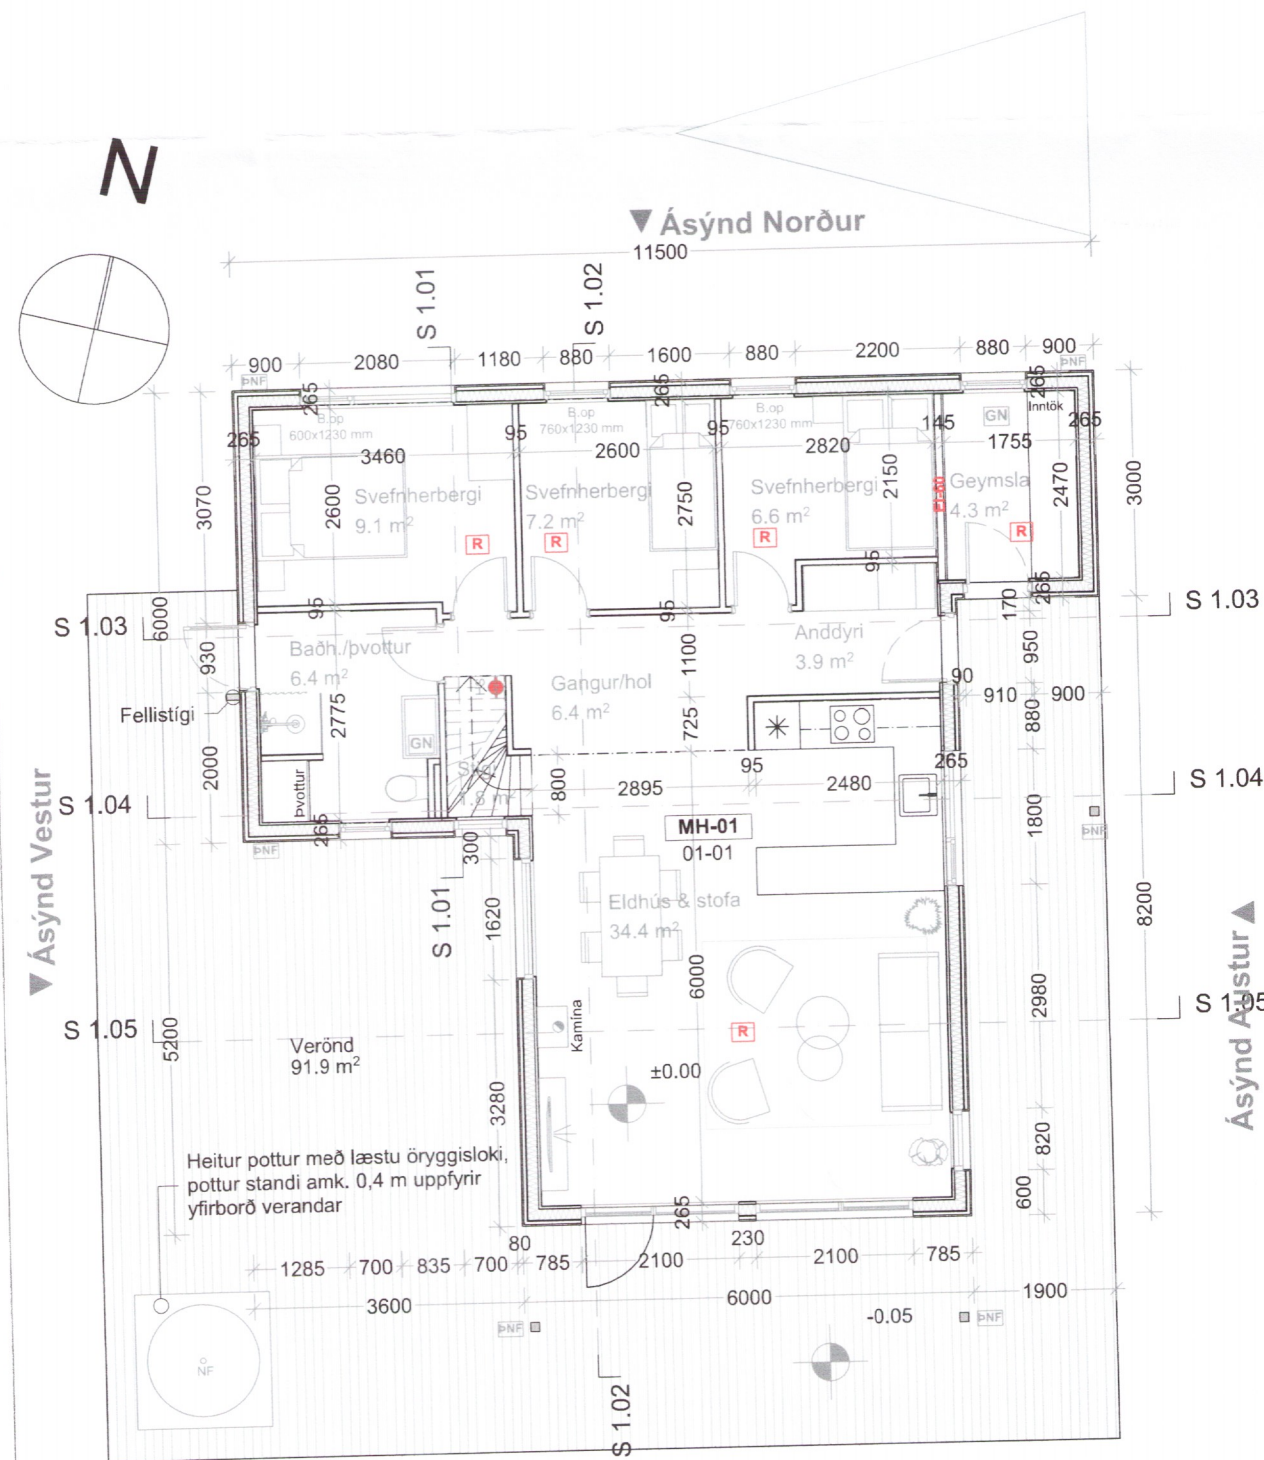 N
▼ Ásýnd Norður
11500
S 1.01
S 1.02
900
2080
1180
880
1600
880
2200
880
900
ÞNF
ÞNF
265
265
265
B.op
600x1230 mm
B.op
760x1230 mm
B.op
760x1230 mm
GN
Inntök
265
95
95
145
265
3460
2600
2820
1755
3070
2600
2750
2150
2470
3000
Svefnherbergi
9.1 m²
Svefnherbergi
7.2 m²
Svefnherbergi
6.6 m²
Geymsla
4.3 m²
R
R
R
R
95
95
95
265
170
6000
S 1.03
S 1.03
930
Baðh./þvottur
6.4 m²
Anddyri
3.9 m²
1100
950
90
910
900
Fellistígi
2775
Gangur/hol
6.4 m²
725
880
GN
2000
Þvottur
800
2895
95
2480
265
S 1.04
S 1.04
MH-01
01-01
1800
ÞNF
265
ÞNF
300
▼ Ásýnd Vestur
S 1.01
1620
Eldhús & stofa
34.4 m²
8200
6000
2980
Ásýnd Austur ▲
S 1.05
S 1.05
5200
Kamína
R
Verönd
91.9 m²
±0.00
3280
820
Heitur pottur með læstu öryggisloki,
pottur standi amk. 0,4 m uppfyrir
yfirborð verandar
600
265
80
230
1285
700
835
700
785
2100
2100
785
3600
6000
1900
-0.05
ÞNF
ÞNF
NF
S 1.02